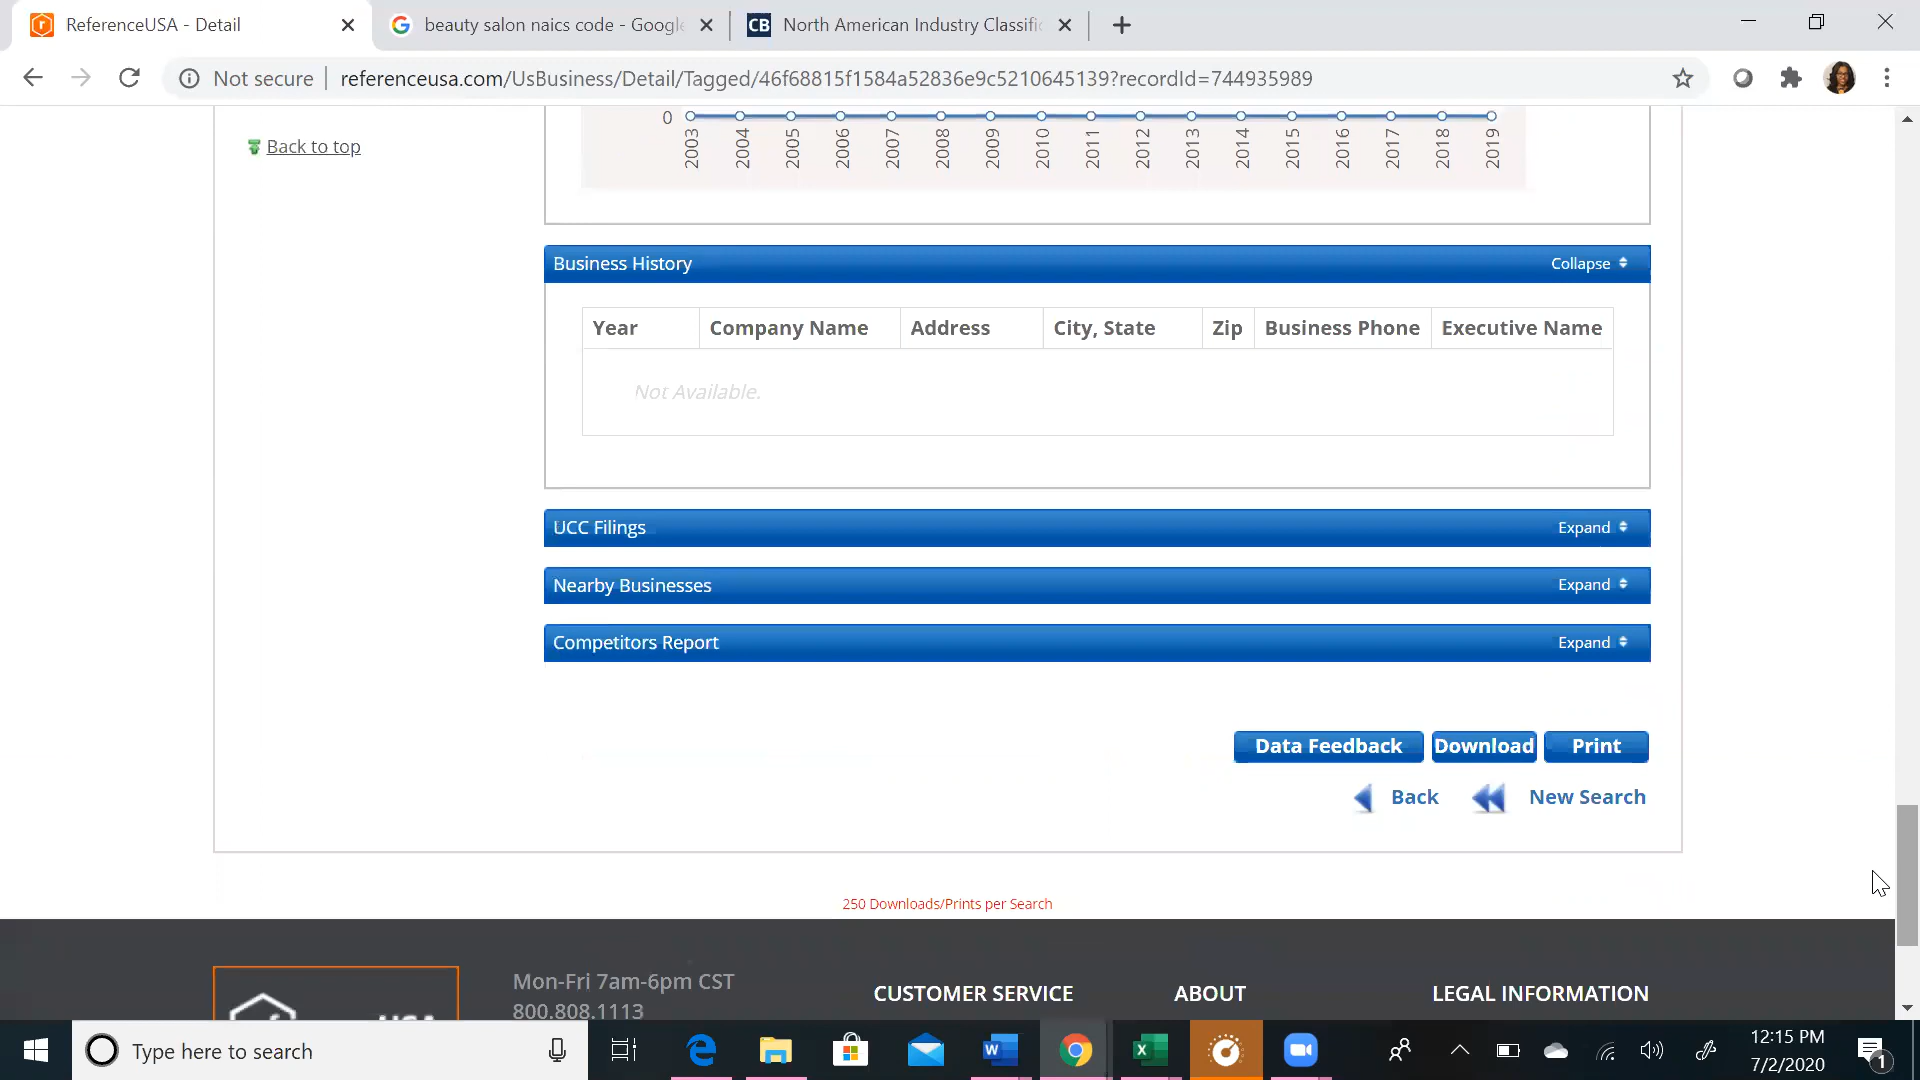 ReferenceUSA - Detail
beauty salon naics code - Google
North American Industry Classific
Not secure
referenceusa.com/UsBusiness/Detail/Tagged/46f68815f1584a52836e9c5210645139?recordId=744935989
0
2003 2004 2005 2006 2007 2008 2009 2010 2011 2012 2013 2014 2015 2016 2017 2018 2019
Back to top
Business History
Collapse
Year Company Name Address City, State Zip Business Phone Executive Name
Not Available.
UCC Filings
Expand
Nearby Businesses
Expand
Competitors Report
Expand
Data Feedback Download Print
Back New Search
250 Downloads/Prints per Search
Mon-Fri 7am-6pm CST
800.808.1113
CUSTOMER SERVICE
ABOUT
LEGAL INFORMATION
Type here to search
12:15 PM
7/2/2020
1